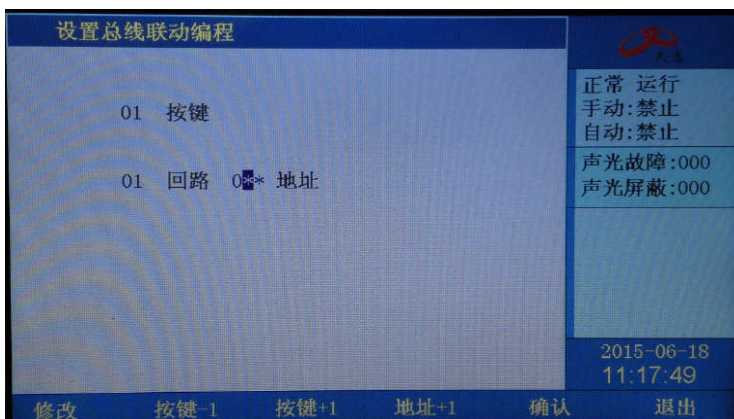 设置总线联动编程
01 按键
01 回路 0** 地址
正常 运行
手动:禁止
自动:禁止
声光故障:000
声光屏蔽:000
2015-06-18
11:17:49
修改 按键-1 按键+1 地址+1 确认 退出